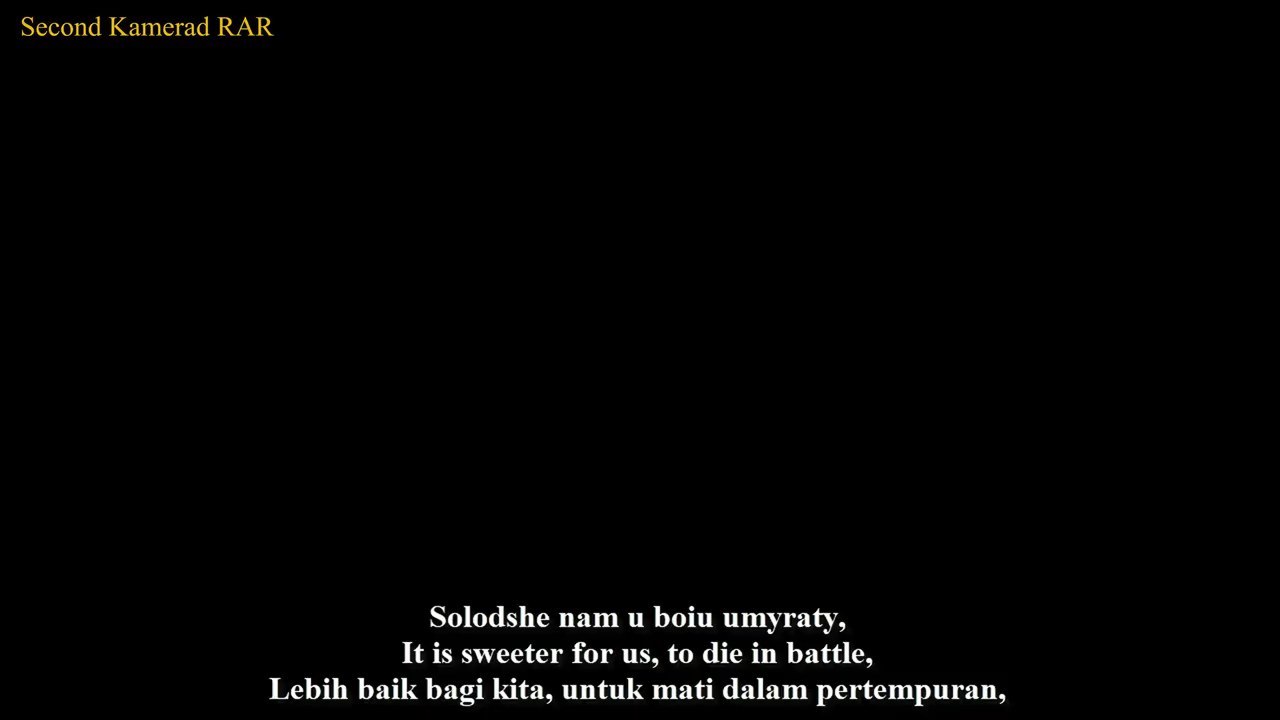 Second Kamerad RAR
Solodshe nam u boiu umyraty,
It is sweeter for us, to die in battle,
Lebih baik bagi kita, untuk mati dalam pertempuran,